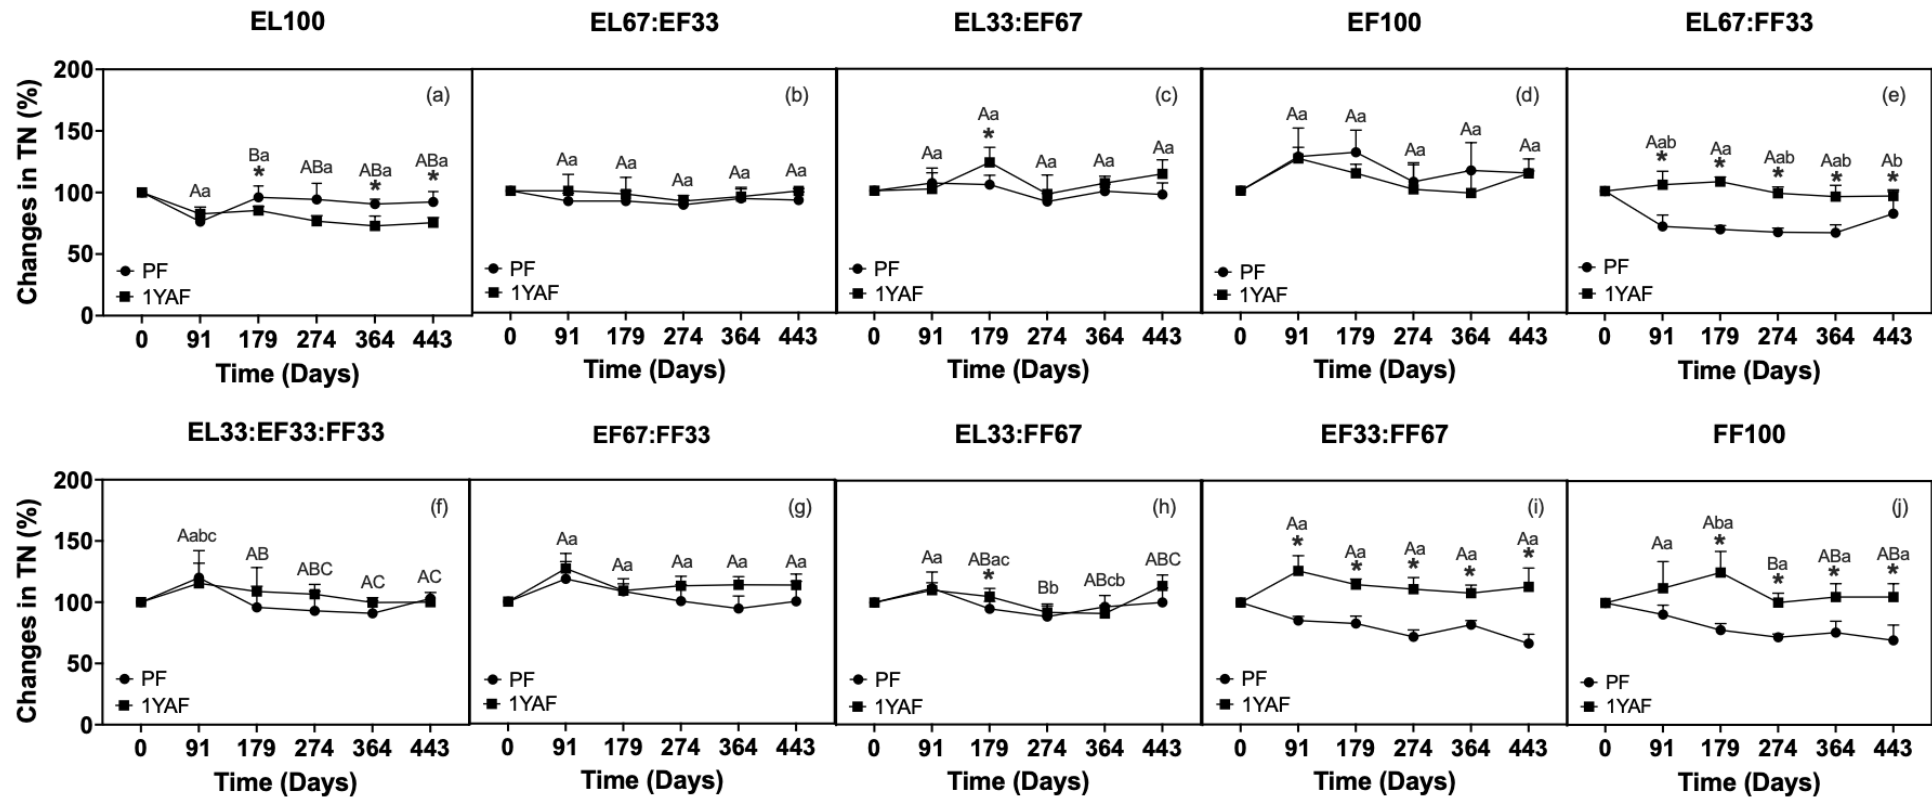 EL100 EL67:EF33 EL33:EF67 EF100 EL67:FF33
Changes in TN (%)
200
150
100
50
0
(a)
Aa Ba ABa ABa ABa
* * *
PF
1YAF
0 91 179 274 364 443
Time (Days)
(b)
Aa Aa Aa Aa Aa
PF
1YAF
0 91 179 274 364 443
Time (Days)
(c)
Aa Aa Aa Aa Aa
*
PF
1YAF
0 91 179 274 364 443
Time (Days)
(d)
Aa Aa Aa Aa Aa
PF
1YAF
0 91 179 274 364 443
Time (Days)
(e)
Aab Aa Aab Aab Ab
* * * * *
PF
1YAF
0 91 179 274 364 443
Time (Days)
EL33:EF33:FF33 EF67:FF33 EL33:FF67 EF33:FF67 FF100
Changes in TN (%)
200
150
100
50
0
(f)
Aabc AB ABC AC AC
PF
1YAF
0 91 179 274 364 443
Time (Days)
(g)
Aa Aa Aa Aa Aa
PF
1YAF
0 91 179 274 364 443
Time (Days)
(h)
Aa ABac Bb ABcb ABC
*
PF
1YAF
0 91 179 274 364 443
Time (Days)
(i)
Aa Aa Aa Aa Aa
* * * * *
PF
1YAF
0 91 179 274 364 443
Time (Days)
(j)
Aa Aba Ba ABa ABa
* * * *
PF
1YAF
0 91 179 274 364 443
Time (Days)